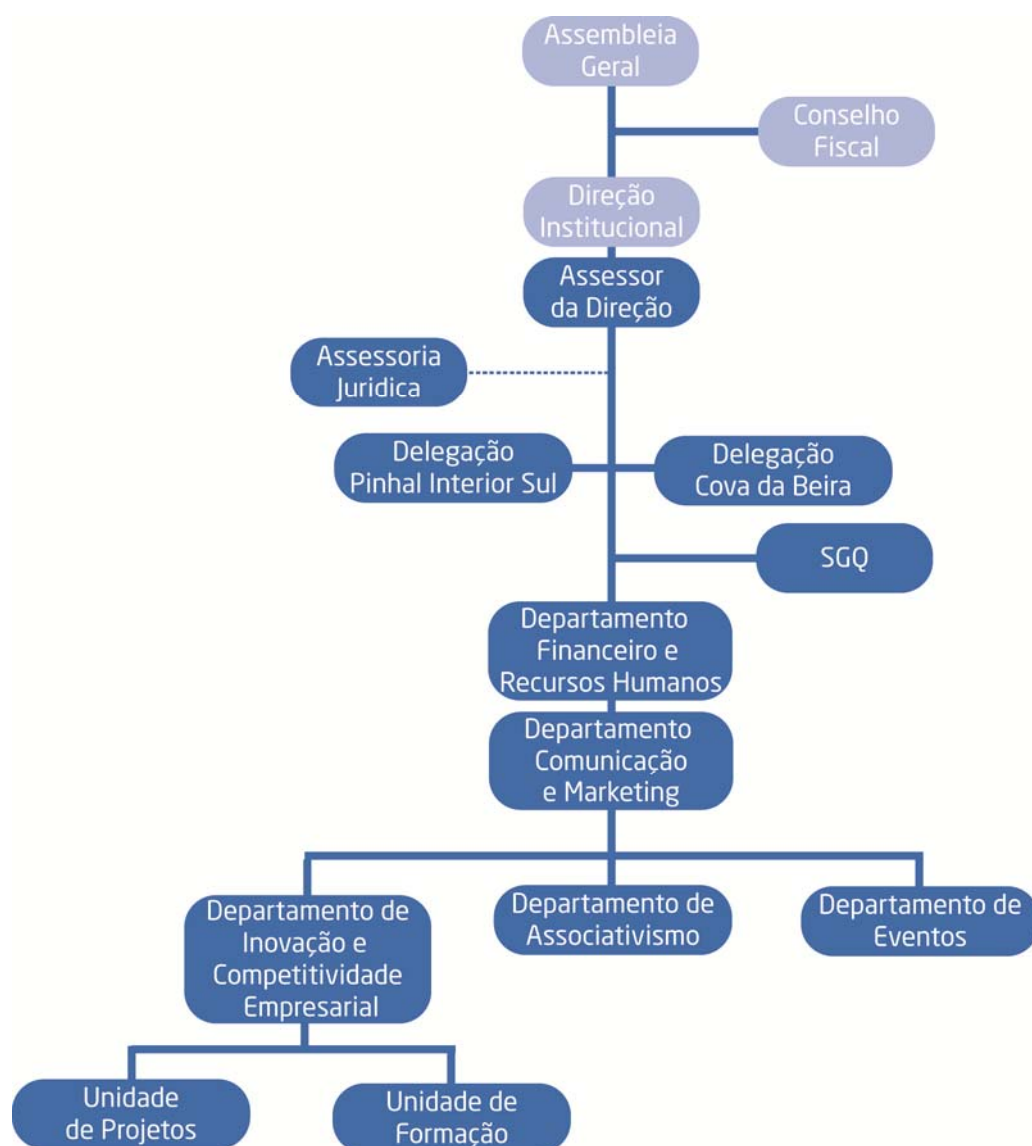 Assembleia
Geral
Conselho
Fiscal
Direção
Institucional
Assessor
da Direção
Assessoria
Juridica
Delegação
Pinhal Interior Sul
Delegação
Cova da Beira
SGQ
Departamento
Financeiro e
Recursos Humanos
Departamento
Comunicação
e Marketing
Departamento de
Inovação e
Competitividade
Empresarial
Departamento de
Associativismo
Departamento de
Eventos
Unidade
de Projetos
Unidade de
Formação